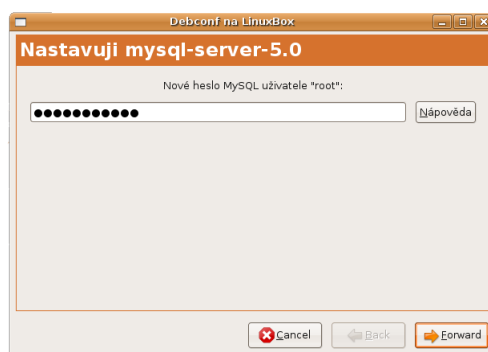 Debconf na LinuxBox
Nastavuji mysql-server-5.0
Nové heslo MySQL uživatele "root":
Nápověda
Cancel
Back
Forward